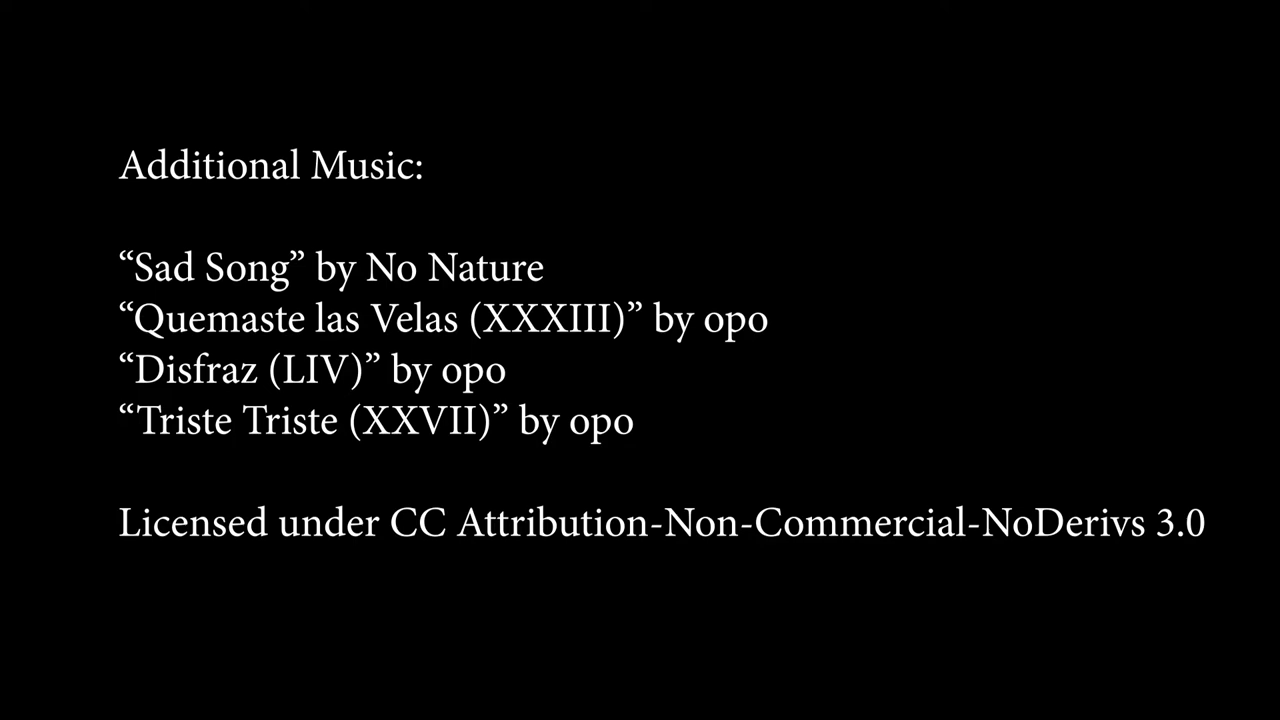 Additional Music:
“Sad Song” by No Nature
“Quemaste las Velas (XXXIII)” by opo
“Disfraz (LIV)” by opo
“Triste Triste (XXVII)” by opo
Licensed under CC Attribution-Non-Commercial-NoDerivs 3.0